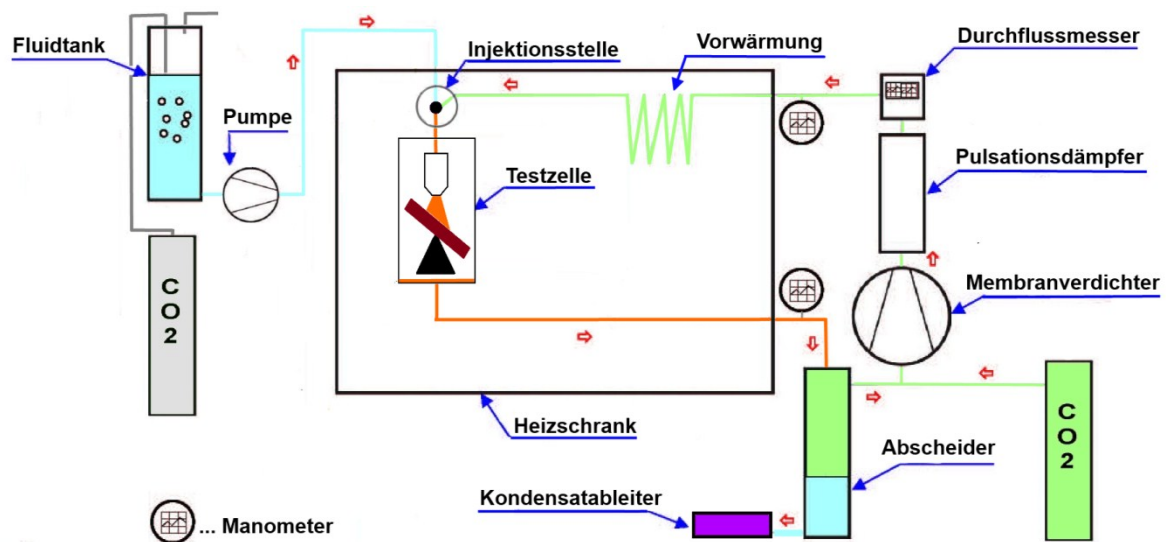 Fluidtank
Pumpe
Injektionsstelle
Vorwärmung
Durchflussmesser
Pulsationsdämpfer
Testzelle
Membranverdichter
CO2
Heizschrank
Abscheider
CO2
Kondensatableiter
... Manometer